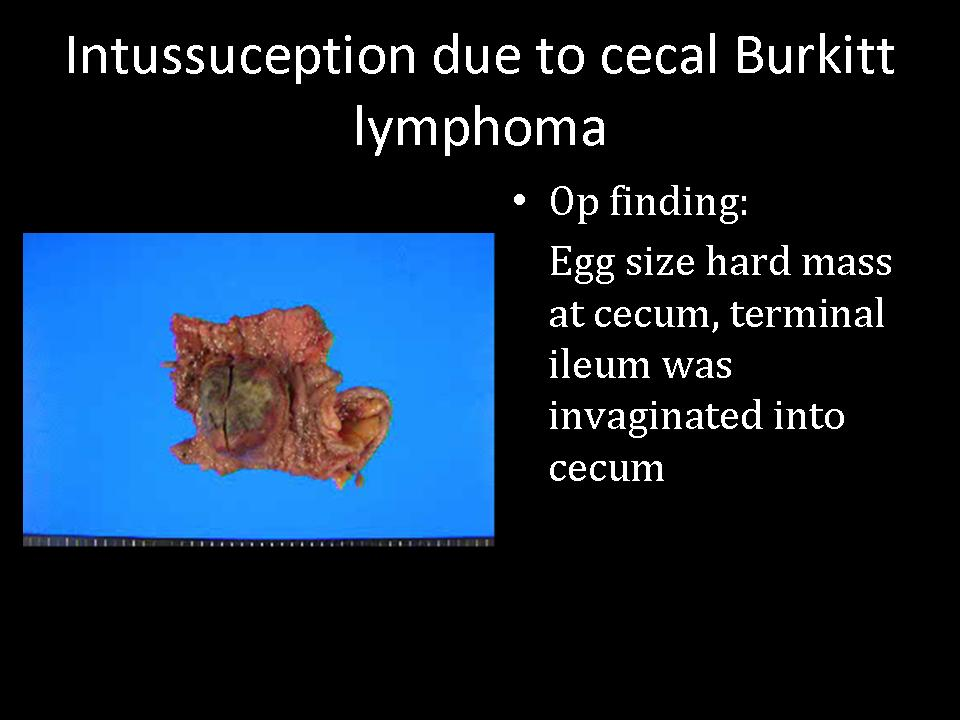 Intussuception due to cecal Burkitt
lymphoma
• Op finding:
Egg size hard mass
at cecum, terminal
ileum was
invaginated into
cecum